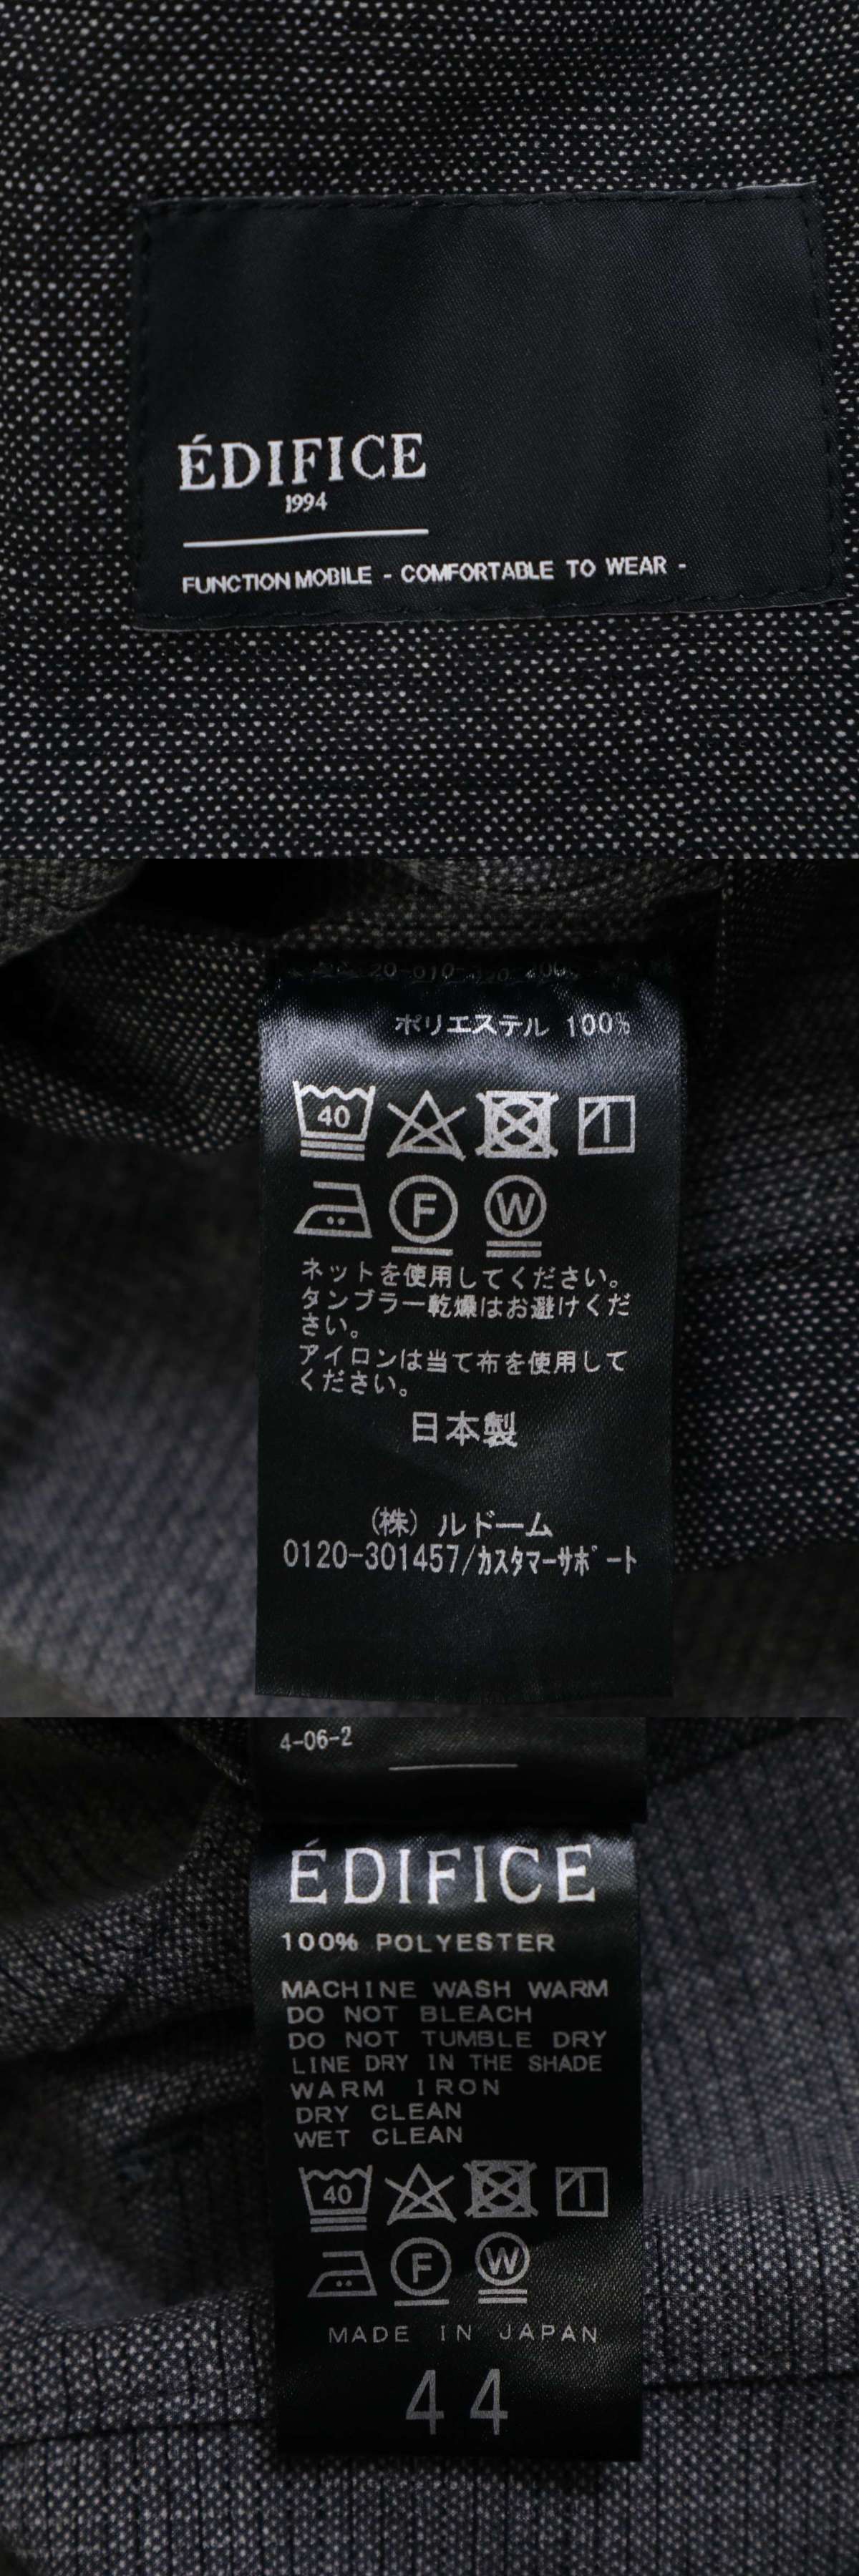 ÉDIFICE
1994
FUNCTION MOBILE - COMFORTABLE TO WEAR -
ポリエステル 100%
40
F W
ネットを使用してください。
タンブラー乾燥はお避けくだ
さい。
アイロンは当て布を使用して
ください。
日本製
(株) ルドーム
0120-301457/カスタマーサポート
4-06-2
ÉDIFICE
100% POLYESTER
MACHINE WASH WARM
DO NOT BLEACH
DO NOT TUMBLE DRY
LINE DRY IN THE SHADE
WARM IRON
DRY CLEAN
WET CLEAN
40
F W
MADE IN JAPAN
44